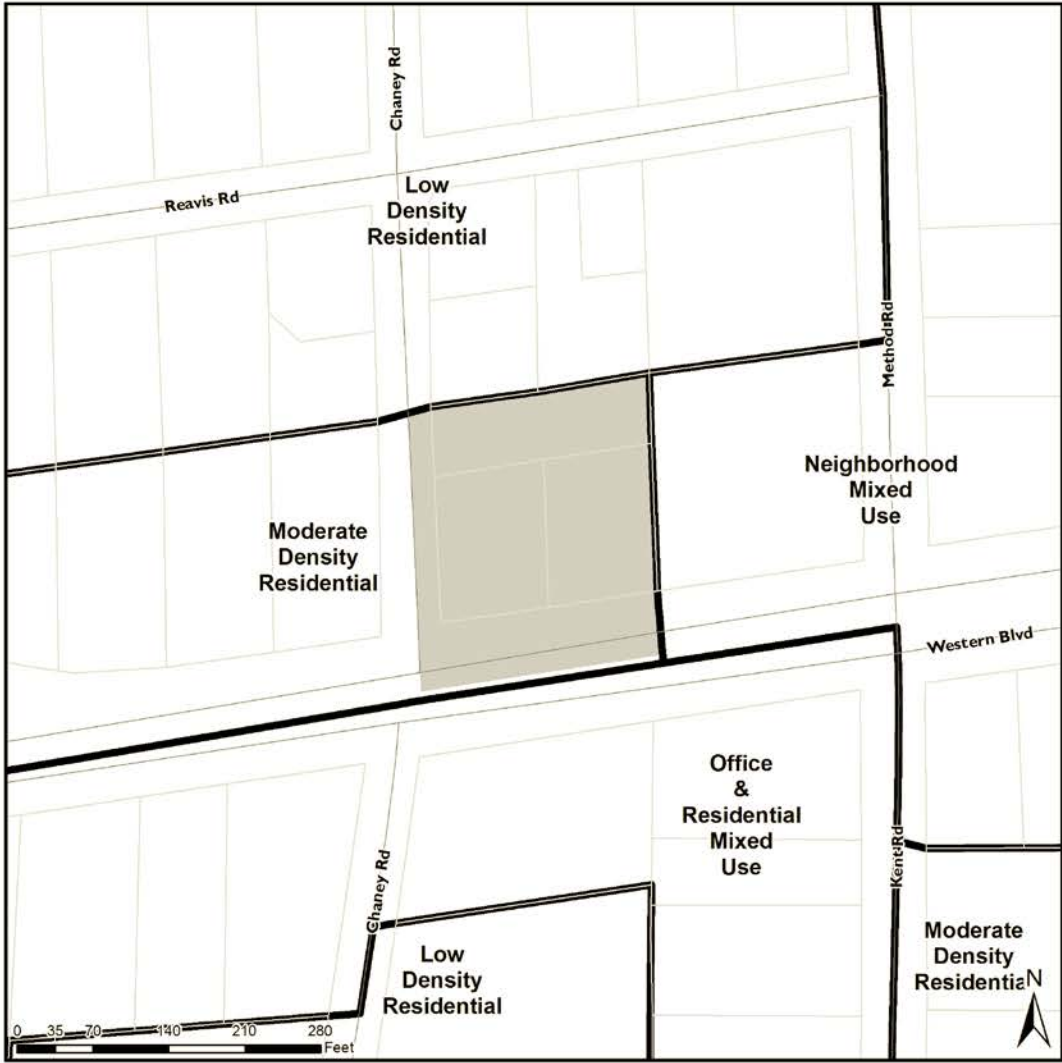 Chaney Rd
Reavis Rd
Low
Density
Residential
Method Rd
Neighborhood
Mixed
Use
Moderate
Density
Residential
Western Blvd
Office
&
Residential
Mixed
Use
Kent Rd
Chaney Rd
Low
Density
Residential
Moderate
Density
Residential
N
0 35 70 140 210 280
Feet